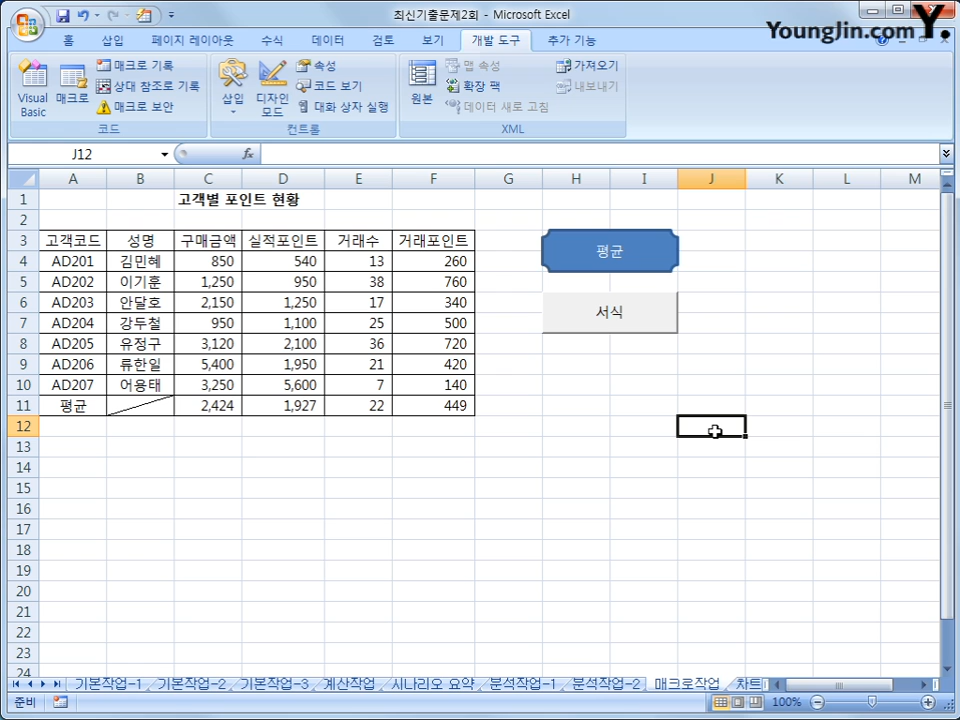 최신기출문제2회 - Microsoft Excel
YoungJin.com Y.
홈 삽입 페이지 레이아웃 수식 데이터 검토 보기 개발 도구 추가 기능
Visual Basic
매크로
매크로 기록
상대 참조로 기록
매크로 보안
코드
삽입
디자인 모드
속성
코드 보기
대화 상자 실행
컨트롤
원본
맵 속성
확장 팩
데이터 새로 고침
가져오기
내보내기
XML
J12 fx
A B C D E F G H I J K L M
1 고객별 포인트 현황
2
3 고객코드 성명 구매금액 실적포인트 거래수 거래포인트
4 AD201 김민혜 850 540 13 260
5 AD202 이기훈 1,250 950 38 760
6 AD203 안달호 2,150 1,250 17 340
7 AD204 강두철 950 1,100 25 500
8 AD205 유정구 3,120 2,100 36 720
9 AD206 류한일 5,400 1,950 21 420
10 AD207 어용태 3,250 5,600 7 140
11 평균 2,424 1,927 22 449
평균
서식
12
13
14
15
16
17
18
19
20
21
22
23
24
기본작업-1 기본작업-2 기본작업-3 계산작업 시나리오 요약 분석작업-1 분석작업-2 매크로작업 차트
준비 100%